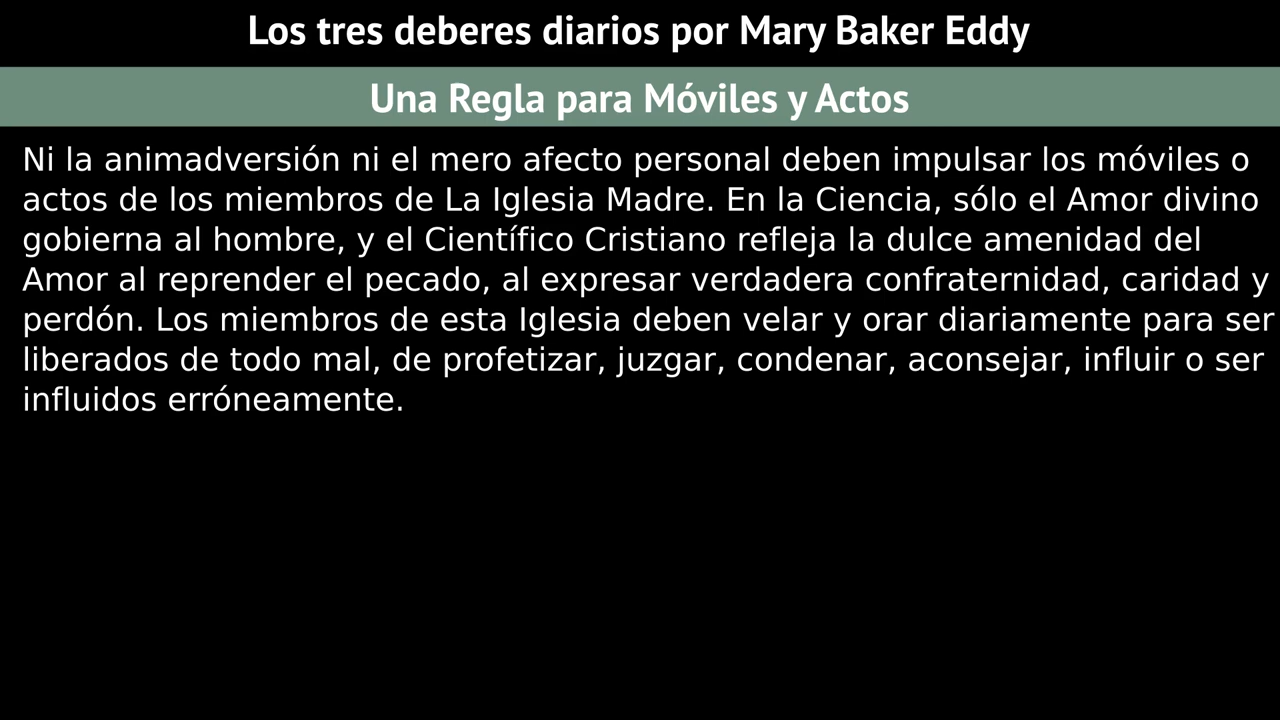 Los tres deberes diarios por Mary Baker Eddy
Una Regla para Móviles y Actos
Ni la animadversión ni el mero afecto personal deben impulsar los móviles o
actos de los miembros de La Iglesia Madre. En la Ciencia, sólo el Amor divino
gobierna al hombre, y el Científico Cristiano refleja la dulce amenidad del
Amor al reprender el pecado, al expresar verdadera confraternidad, caridad y
perdón. Los miembros de esta Iglesia deben velar y orar diariamente para ser
liberados de todo mal, de profetizar, juzgar, condenar, aconsejar, influir o ser
influidos erróneamente.